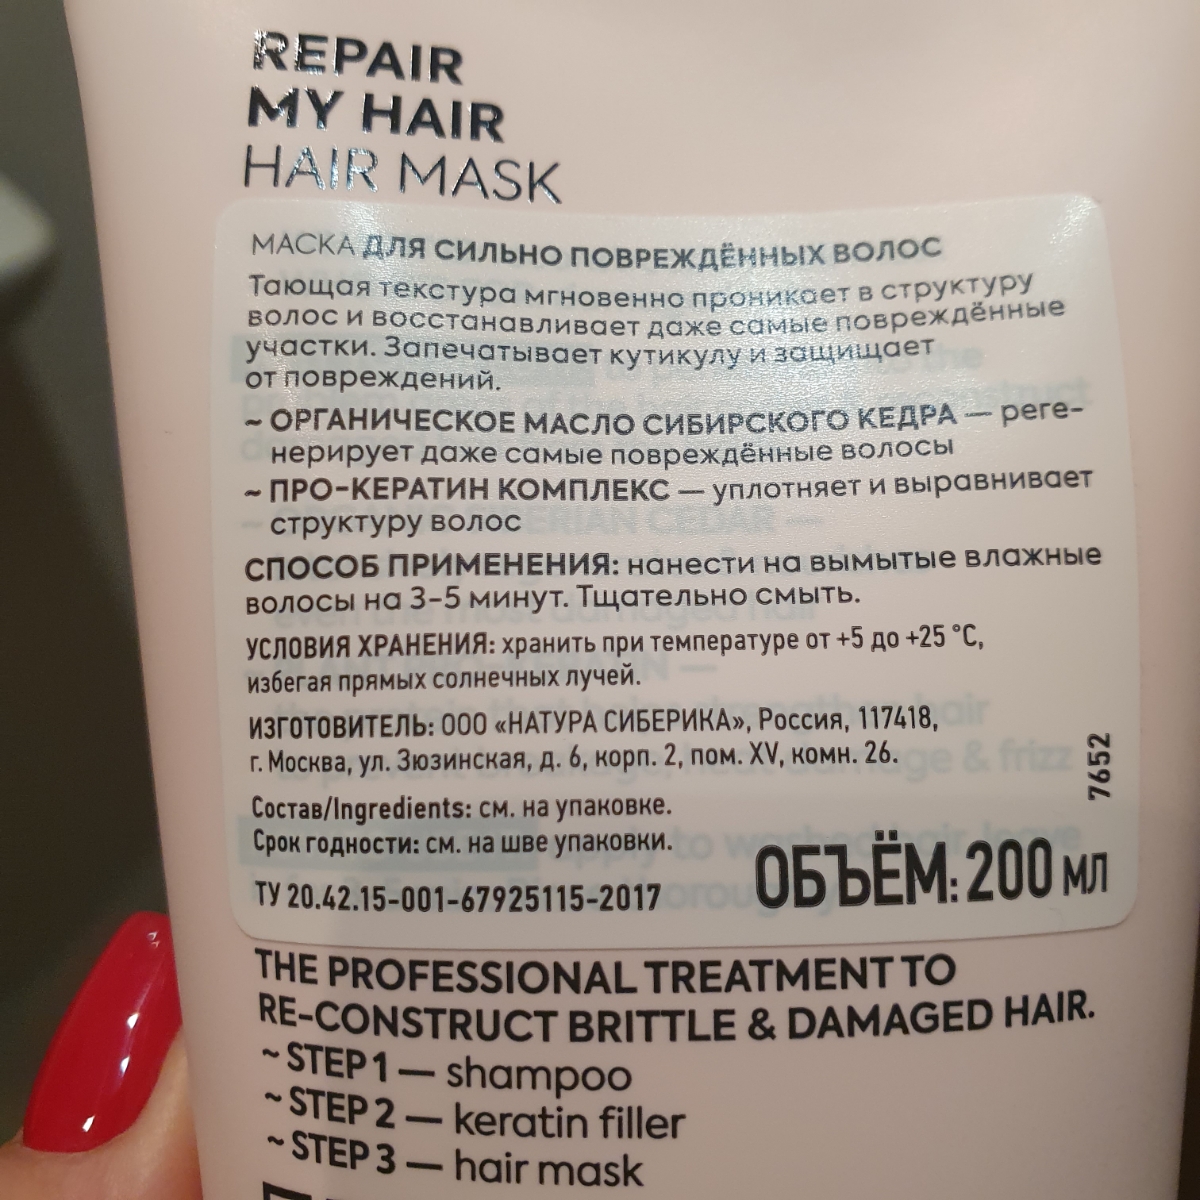 REPAIR
MY HAIR
HAIR MASK
МАСКА ДЛЯ СИЛЬНО ПОВРЕЖДЁННЫХ ВОЛОС
Тающая текстура мгновенно проникает в структуру
волос и восстанавливает даже самые повреждённые
участки. Запечатывает кутикулу и защищает
от повреждений.
~ ОРГАНИЧЕСКОЕ МАСЛО СИБИРСКОГО КЕДРА — реге-
нерирует даже самые повреждённые волосы
~ ПРО-КЕРАТИН КОМПЛЕКС — уплотняет и выравнивает
структуру волос
СПОСОБ ПРИМЕНЕНИЯ: нанести на вымытые влажные
волосы на 3-5 минут. Тщательно смыть.
УСЛОВИЯ ХРАНЕНИЯ: хранить при температуре от +5 до +25 °C,
избегая прямых солнечных лучей.
ИЗГОТОВИТЕЛЬ: ООО «НАТУРА СИБЕРИКА», Россия, 117418,
г. Москва, ул. Зюзинская, д. 6, корп. 2, пом. XV, комн. 26.
7652
Состав/Ingredients: см. на упаковке.
Срок годности: см. на шве упаковки.
ТУ 20.42.15-001-67925115-2017
ОБЪЁМ: 200 мл
THE PROFESSIONAL TREATMENT TO
RE-CONSTRUCT BRITTLE & DAMAGED HAIR.
~ STEP 1 — shampoo
~ STEP 2 — keratin filler
~ STEP 3 — hair mask